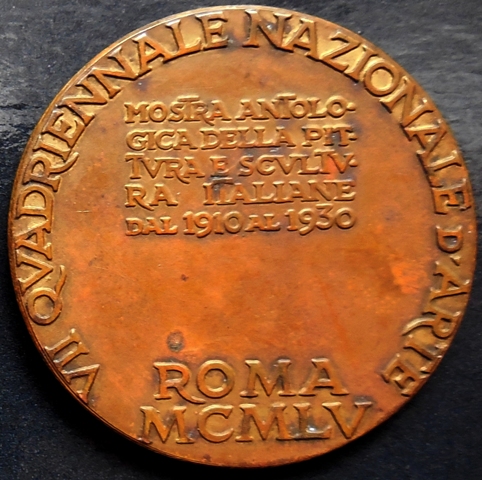 VII QVADRIENNALE NAZIONALE D'ARTE
MOSTRA ANTOLO-
GICA DELLA PIT-
TVRA E SCVLTV-
RA ITALIANE
DAL 1910 AL 1930
ROMA
MCMLV